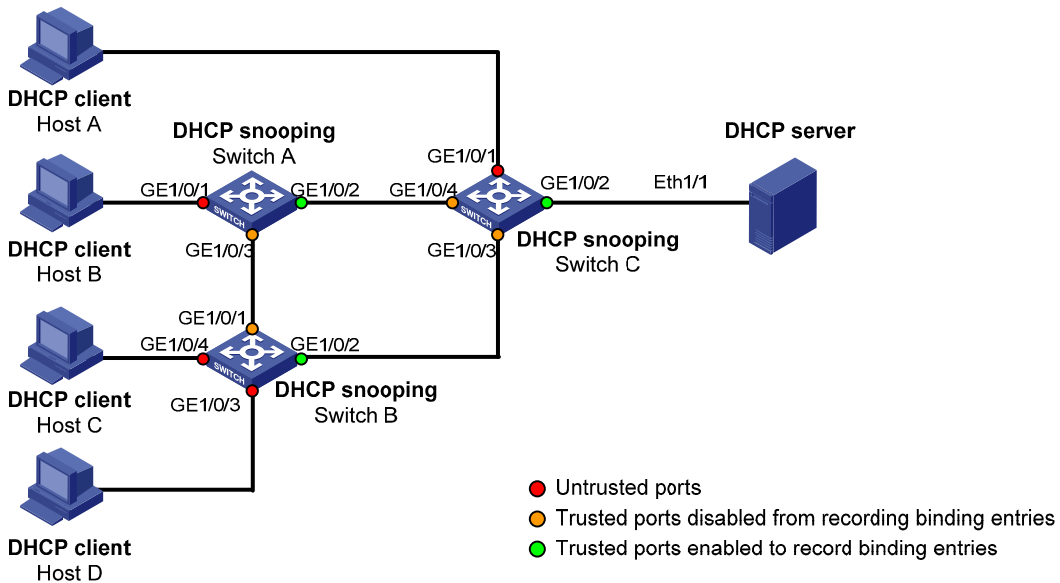 DHCP client
Host A
DHCP snooping
Switch A
DHCP server
GE1/0/1
GE1/0/1
GE1/0/2
GE1/0/4
GE1/0/2
Eth1/1
SWITCH
SWITCH
DHCP client
Host B
GE1/0/3
GE1/0/3
DHCP snooping
Switch C
GE1/0/1
GE1/0/4
GE1/0/2
SWITCH
DHCP client
Host C
GE1/0/3
DHCP snooping
Switch B
DHCP client
Host D
Untrusted ports
Trusted ports disabled from recording binding entries
Trusted ports enabled to record binding entries